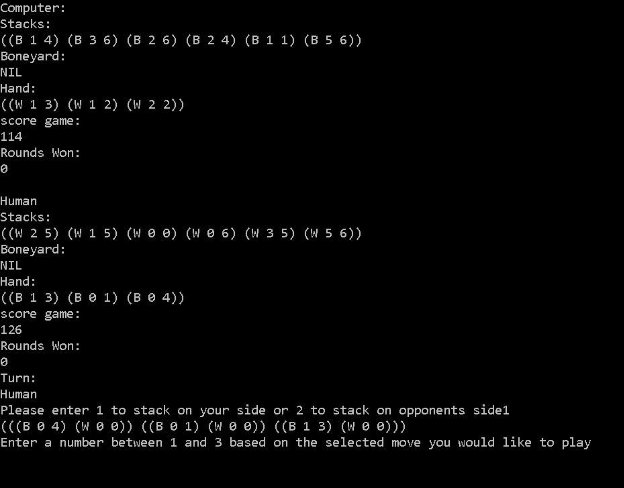 Computer:
Stacks:
((B 1 4) (B 3 6) (B 2 6) (B 2 4) (B 1 1) (B 5 6))
Boneyard:
NIL
Hand:
((W 1 3) (W 1 2) (W 2 2))
score game:
114
Rounds Won:
0
Human
Stacks:
((W 2 5) (W 1 5) (W 0 0) (W 0 6) (W 3 5) (W 5 6))
Boneyard:
NIL
Hand:
((B 1 3) (B 0 1) (B 0 4))
score game:
126
Rounds Won:
0
Turn:
Human
Please enter 1 to stack on your side or 2 to stack on opponents side1
(((B 0 4) (W 0 0)) ((B 0 1) (W 0 0)) ((B 1 3) (W 0 0)))
Enter a number between 1 and 3 based on the selected move you would like to play